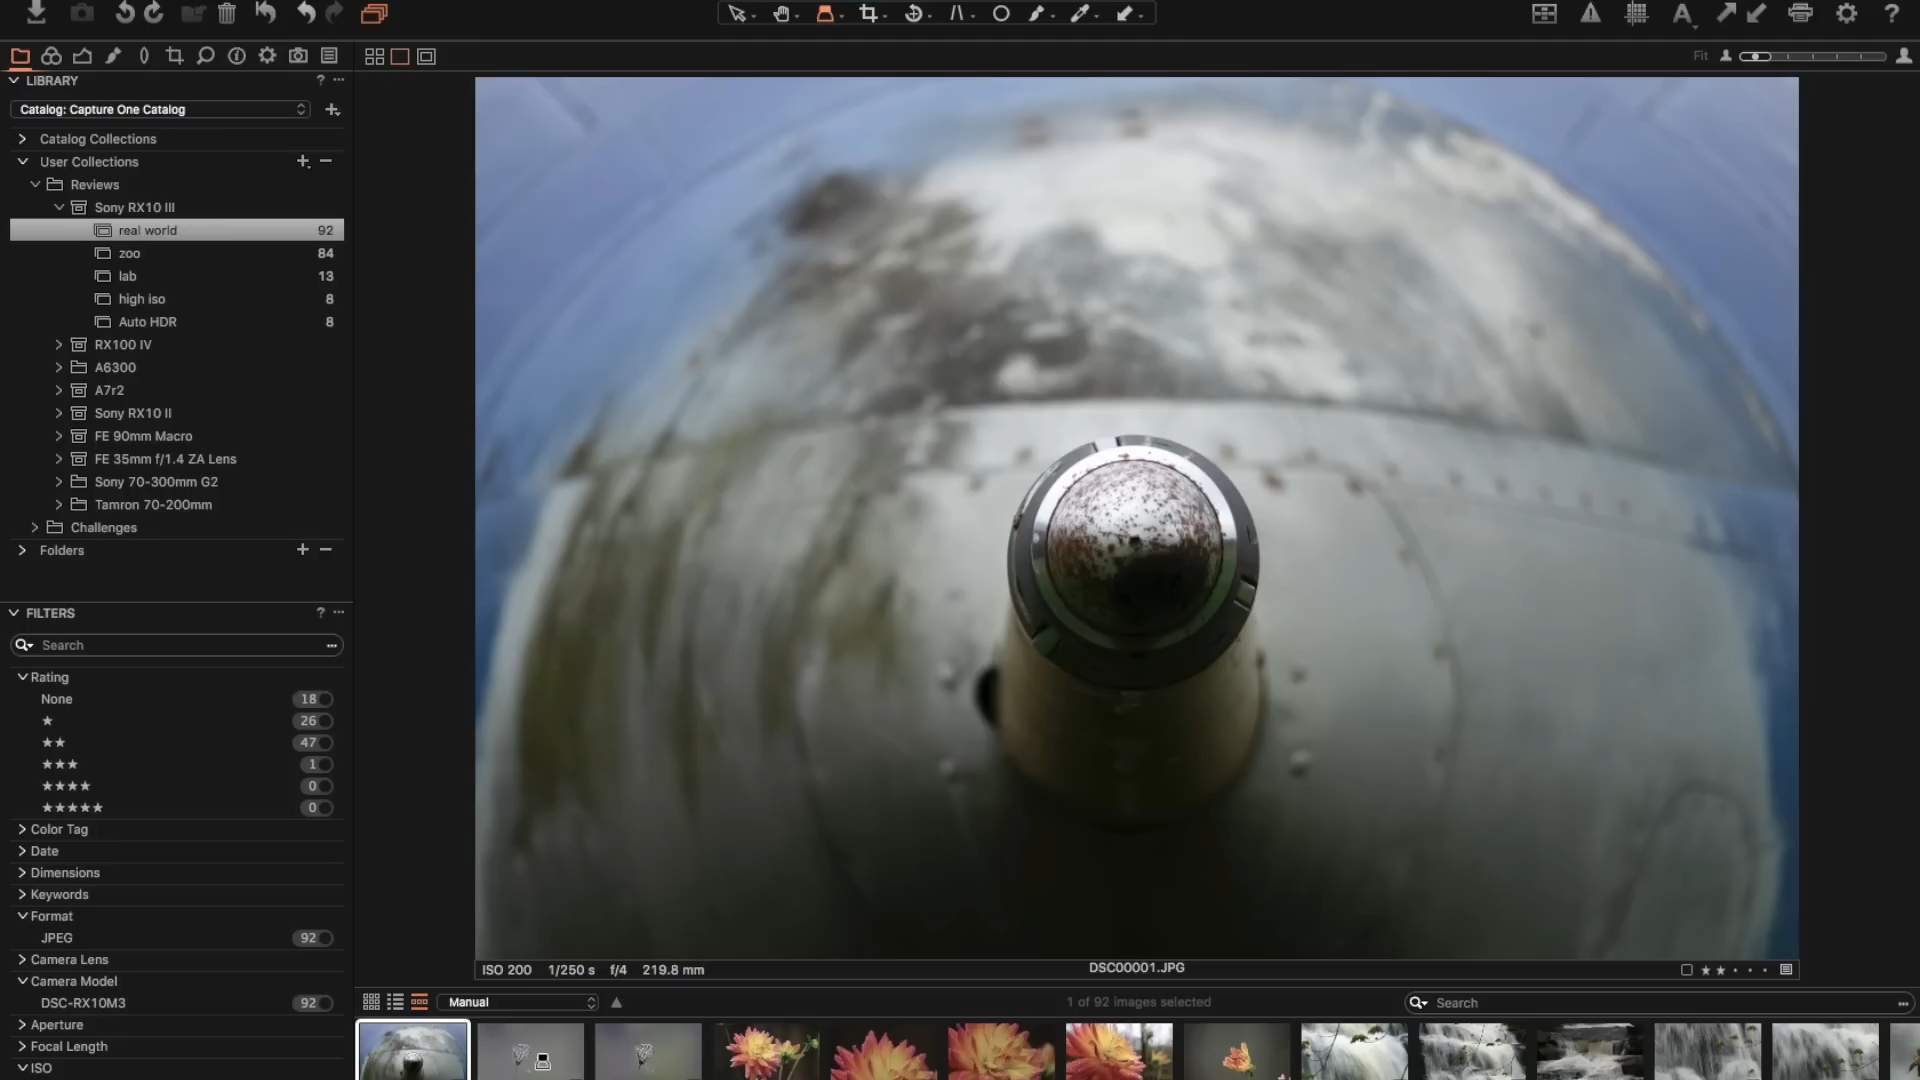 Fit
LIBRARY
? ...
Catalog: Capture One Catalog
Catalog Collections
User Collections
Reviews
Sony RX10 III
real world 92
zoo 84
lab 13
high iso 8
Auto HDR 8
RX100 IV
A6300
A7r2
Sony RX10 II
FE 90mm Macro
FE 35mm f/1.4 ZA Lens
Sony 70-300mm G2
Tamron 70-200mm
Challenges
Folders
FILTERS
? ...
Search
Rating
None 18
★ 26
★★ 47
★★★ 1
★★★★ 0
★★★★★ 0
Color Tag
Date
Dimensions
Keywords
Format
JPEG 92
Camera Lens
Camera Model
DSC-RX10M3 92
Aperture
Focal Length
ISO
ISO 200 1/250 s f/4 219.8 mm
DSC00001.JPG
Manual
1 of 92 images selected
Search